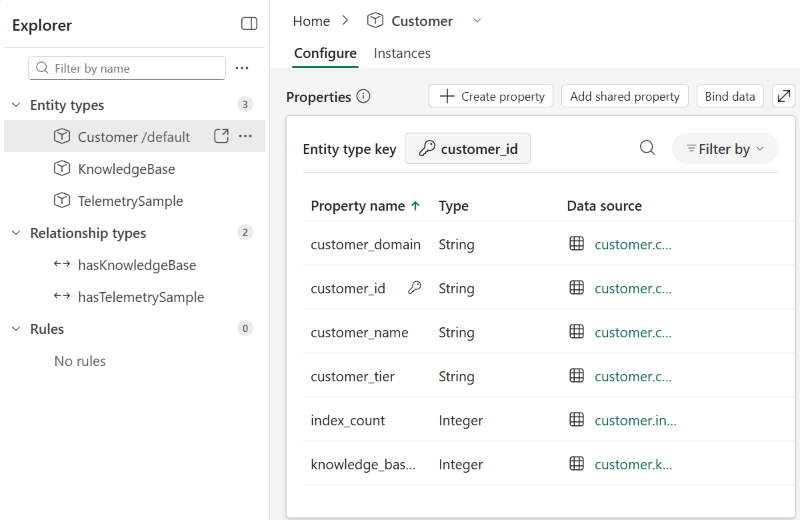 Explorer
Filter by name
Entity types 3
Customer /default
KnowledgeBase
TelemetrySample
Relationship types 2
hasKnowledgeBase
hasTelemetrySample
Rules 0
No rules
Home Customer
Configure Instances
Properties Create property Add shared property Bind data
Entity type key customer_id Filter by
Property name Type Data source
customer_domain String customer.c...
customer_id String customer.c...
customer_name String customer.c...
customer_tier String customer.c...
index_count Integer customer.in...
knowledge_bas... Integer customer.k...